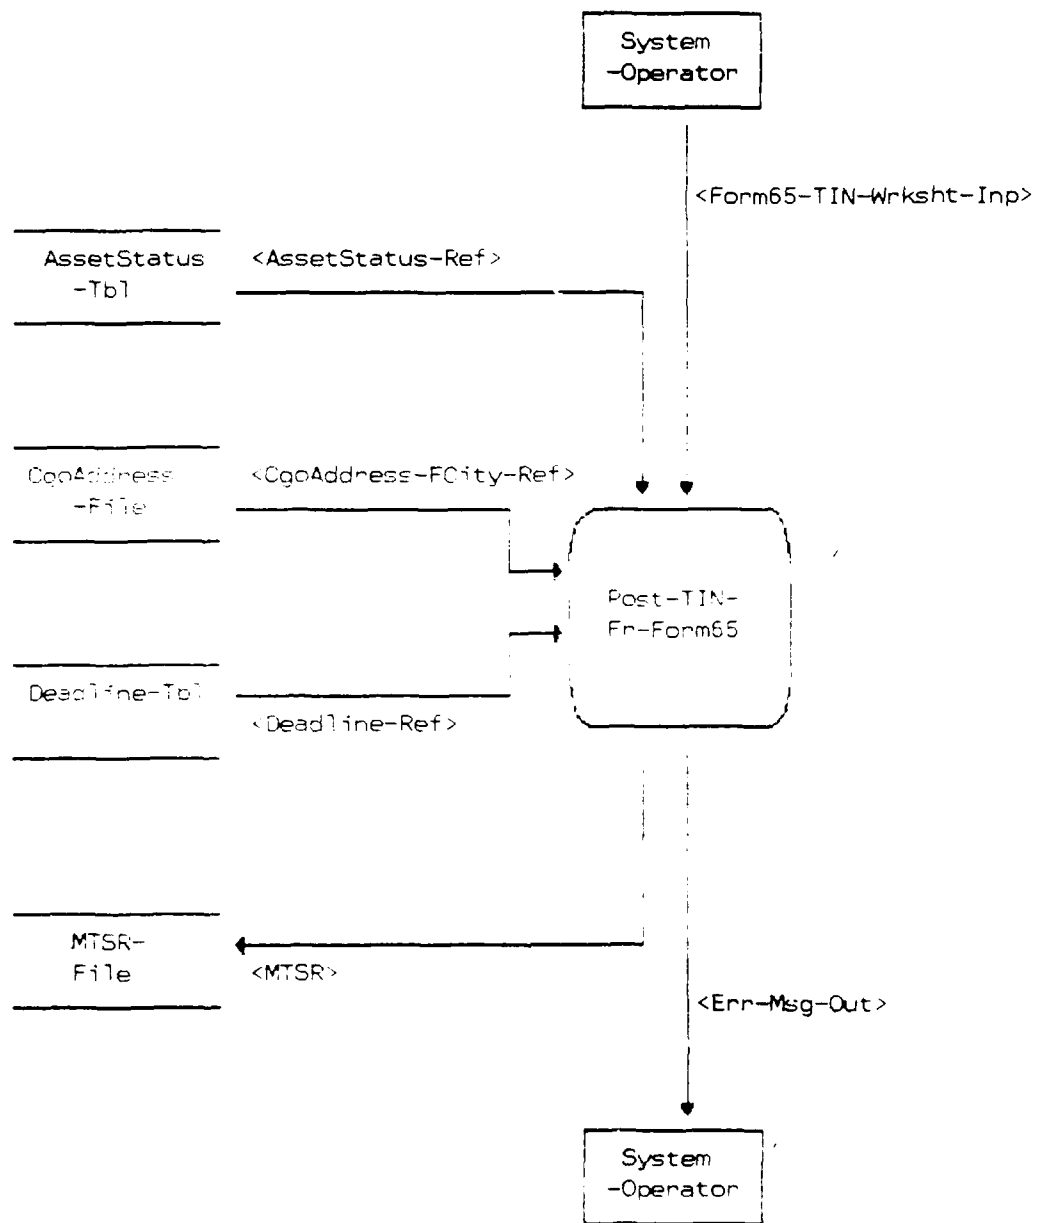 System
-Operator
<Form65-TIN-Wrksht-Inp>
AssetStatus
-Tbl
<AssetStatus-Ref>
CgoAddress
-File
<CgoAddress-FCity-Ref>
Post-TIN-
Fr-Form65
Deadline-Tbl
<Deadline-Ref>
MTSR-
File
<MTSR>
<Err-Msg-Out>
System
-Operator